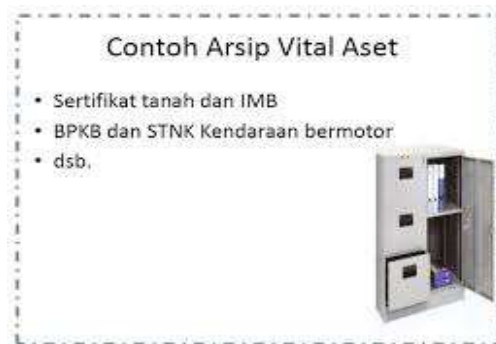 Contoh Arsip Vital Aset
• Sertifikat tanah dan IMB
• BPKB dan STNK Kendaraan bermotor
• dsb.